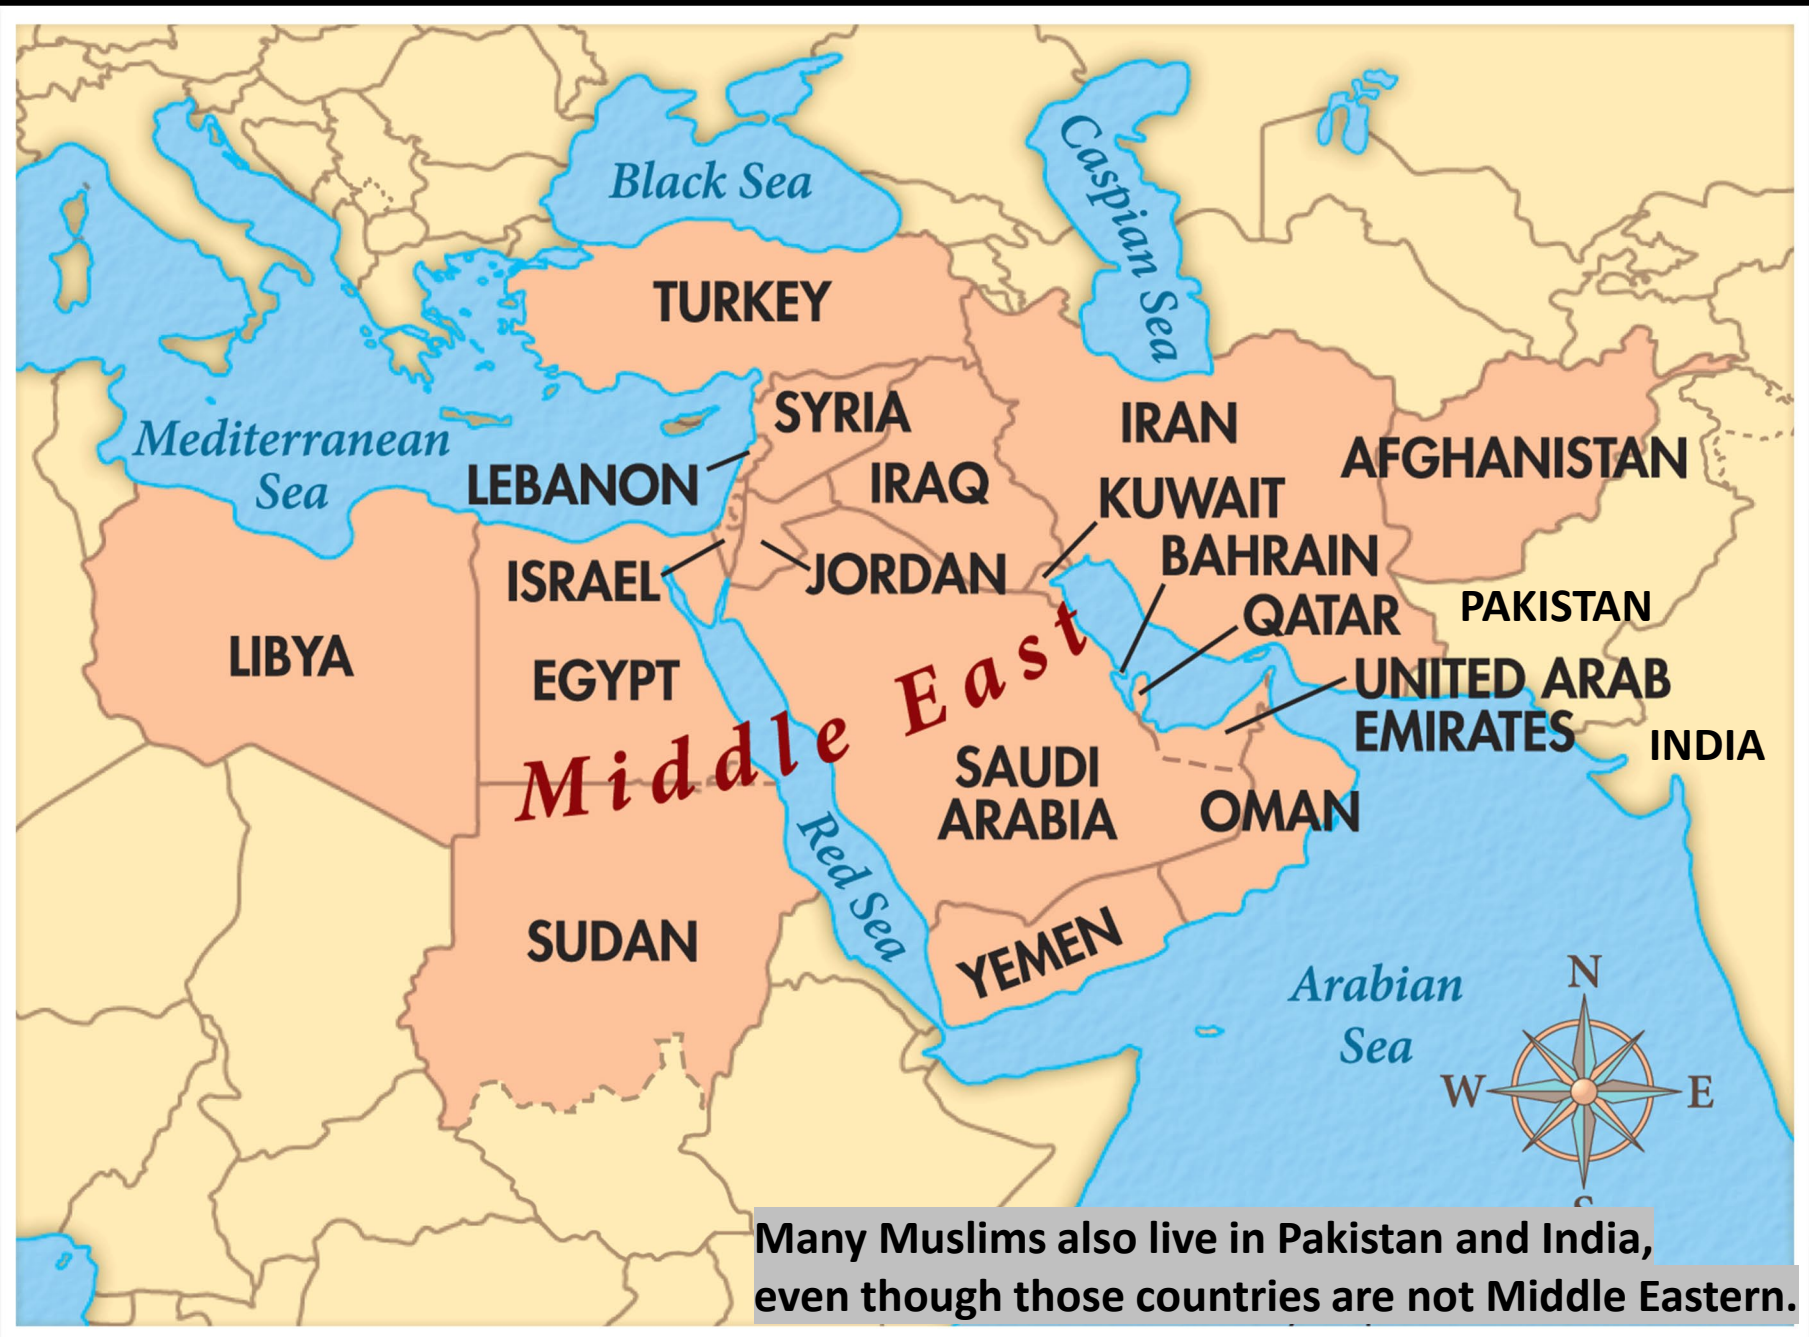 Black Sea
Caspian Sea
TURKEY
SYRIA
IRAN
Mediterranean
Sea
LEBANON
IRAQ
AFGHANISTAN
KUWAIT
ISRAEL
JORDAN
BAHRAIN
QATAR
PAKISTAN
LIBYA
EGYPT
Middle East
UNITED ARAB
EMIRATES
INDIA
SAUDI
ARABIA
OMAN
Red Sea
SUDAN
YEMEN
Arabian
Sea
N
W
E
S
Many Muslims also live in Pakistan and India,
even though those countries are not Middle Eastern.